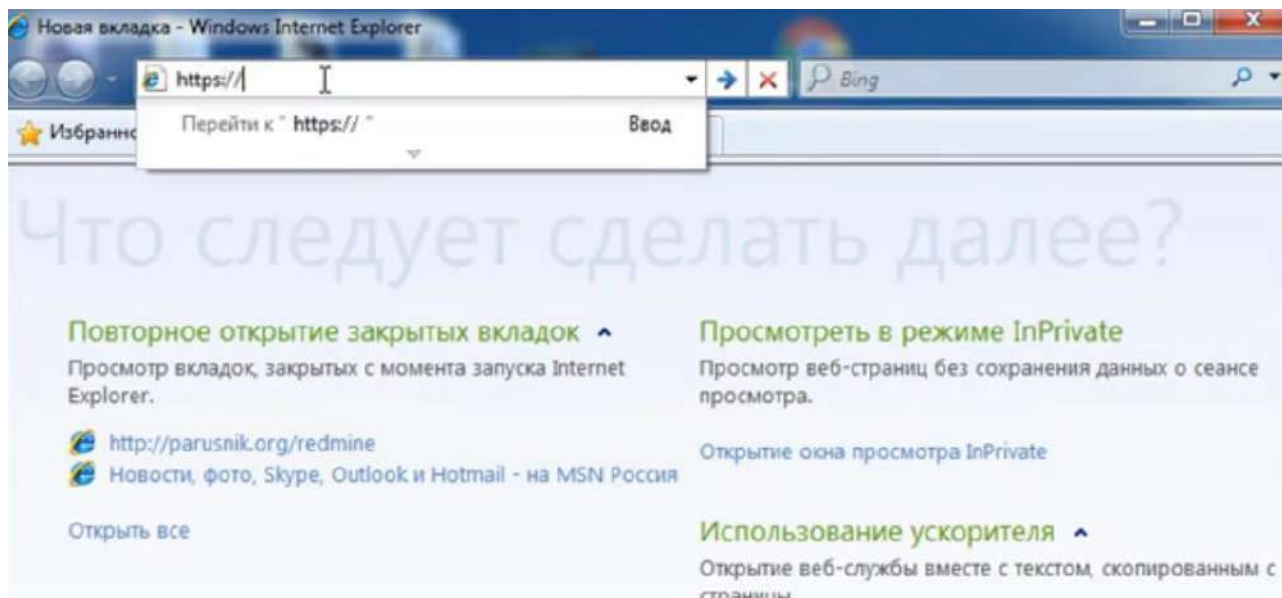 Новая вкладка - Windows Internet Explorer
https:// Bing
Перейти к " https:// " Ввод
Избранно
Что следует сделать далее?
Повторное открытие закрытых вкладок
Просмотр вкладок, закрытых с момента запуска Internet
Explorer.
http://parusnik.org/redmine
Новости, фото, Skype, Outlook и Hotmail - на MSN Россия
Открыть все
Просмотреть в режиме InPrivate
Просмотр веб-страниц без сохранения данных о сеансе
просмотра.
Открытие окна просмотра InPrivate
Использование ускорителя
Открытие веб-службы вместе с текстом, скопированным с
страницы